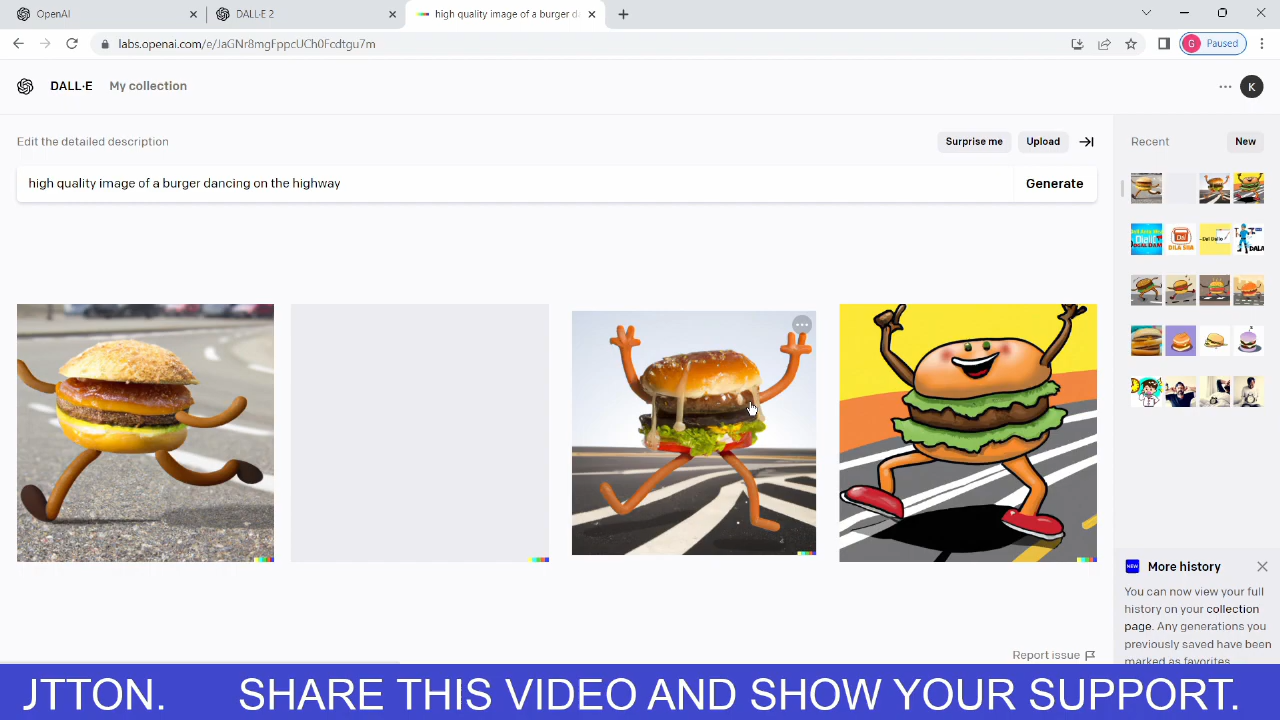 OpenAI
DALL·E 2
high quality image of a burger d
labs.openai.com/e/JaGNr8mgFppcUCh0Fcdtgu7m
G Paused
DALL·E My collection
K
Edit the detailed description
Surprise me
Upload
Recent
New
high quality image of a burger dancing on the highway
Generate
NEW
More history
You can now view your full
history on your collection
page. Any generations you
previously saved have been
marked as favorites
Report issue
JTTON. SHARE THIS VIDEO AND SHOW YOUR SUPPORT.